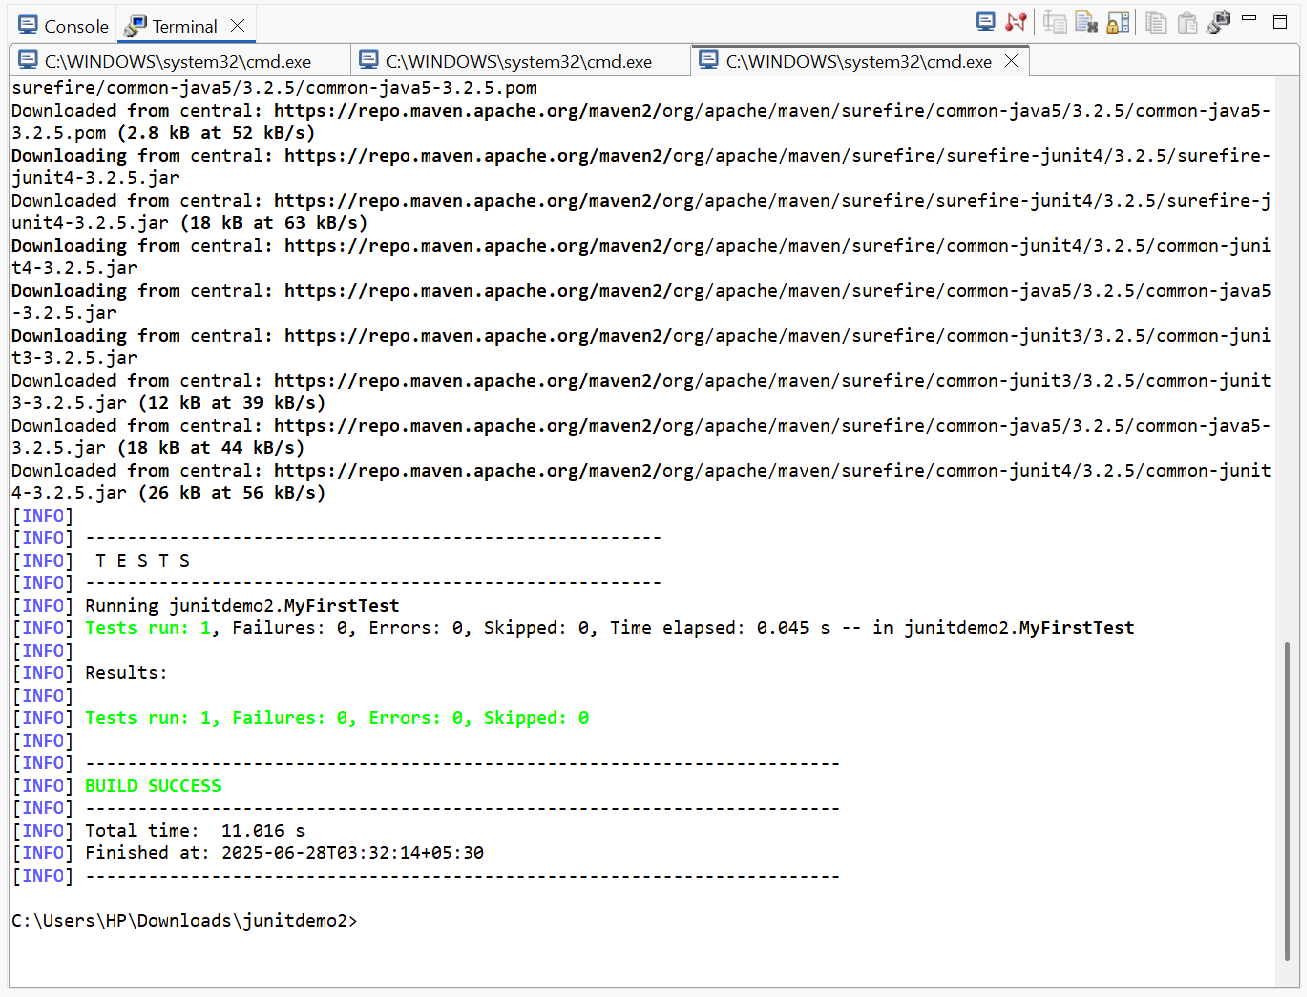 Console
Terminal
C:\WINDOWS\system32\cmd.exe
C:\WINDOWS\system32\cmd.exe
C:\WINDOWS\system32\cmd.exe
surefire/common-java5/3.2.5/common-java5-3.2.5.pom
Downloaded from central: https://repo.maven.apache.org/maven2/org/apache/maven/surefire/common-java5/3.2.5/common-java5-
3.2.5.pom (2.8 kB at 52 kB/s)
Downloading from central: https://repo.maven.apache.org/maven2/org/apache/maven/surefire/surefire-junit4/3.2.5/surefire-
junit4-3.2.5.jar
Downloaded from central: https://repo.maven.apache.org/maven2/org/apache/maven/surefire/surefire-junit4/3.2.5/surefire-j
unit4-3.2.5.jar (18 kB at 63 kB/s)
Downloading from central: https://repo.maven.apache.org/maven2/org/apache/maven/surefire/common-junit4/3.2.5/common-juni
t4-3.2.5.jar
Downloading from central: https://repo.maven.apache.org/maven2/org/apache/maven/surefire/common-java5/3.2.5/common-java5
-3.2.5.jar
Downloading from central: https://repo.maven.apache.org/maven2/org/apache/maven/surefire/common-junit3/3.2.5/common-juni
t3-3.2.5.jar
Downloaded from central: https://repo.maven.apache.org/maven2/org/apache/maven/surefire/common-junit3/3.2.5/common-junit
3-3.2.5.jar (12 kB at 39 kB/s)
Downloaded from central: https://repo.maven.apache.org/maven2/org/apache/maven/surefire/common-java5/3.2.5/common-java5-
3.2.5.jar (18 kB at 44 kB/s)
Downloaded from central: https://repo.maven.apache.org/maven2/org/apache/maven/surefire/common-junit4/3.2.5/common-junit
4-3.2.5.jar (26 kB at 56 kB/s)
[INFO]
[INFO] -------------------------------------------------------
[INFO]  T E S T S
[INFO] -------------------------------------------------------
[INFO] Running junitdemo2.MyFirstTest
[INFO] Tests run: 1, Failures: 0, Errors: 0, Skipped: 0, Time elapsed: 0.045 s -- in junitdemo2.MyFirstTest
[INFO]
[INFO] Results:
[INFO]
[INFO] Tests run: 1, Failures: 0, Errors: 0, Skipped: 0
[INFO]
[INFO] ------------------------------------------------------------------------
[INFO] BUILD SUCCESS
[INFO] ------------------------------------------------------------------------
[INFO] Total time:  11.016 s
[INFO] Finished at: 2025-06-28T03:32:14+05:30
[INFO] ------------------------------------------------------------------------
C:\Users\HP\Downloads\junitdemo2>